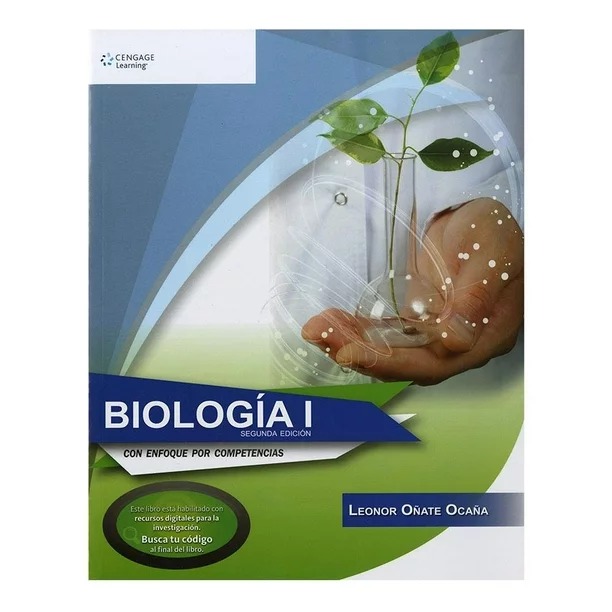 CENGAGE
Learning®
BIOLOGÍA I
SEGUNDA EDICIÓN
CON ENFOQUE POR COMPETENCIAS
LEONOR OÑATE OCAÑA
Este libro esta habilitado con
recursos digitales para la
investigación.
Busca tu código
al final del libro.